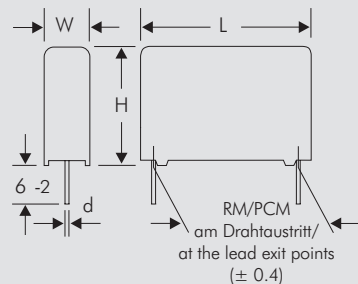 W
L
H
6 -2
d
RM/PCM
am Drahtaustritt/
at the lead exit points
(± 0.4)